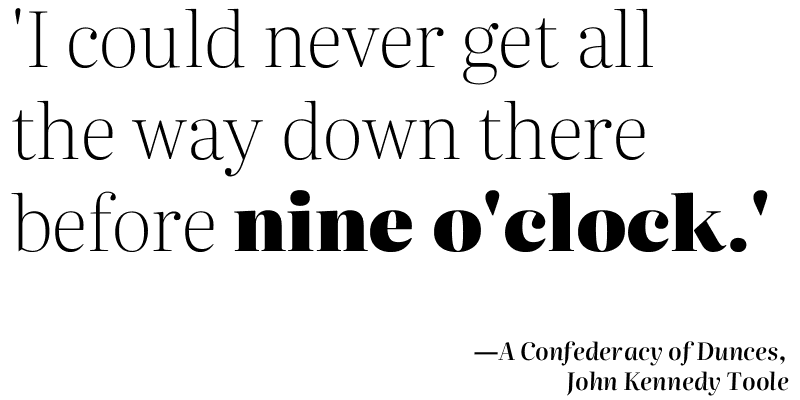 'I could never get all
the way down there
before nine o'clock.'
—A Confederacy of Dunces,
John Kennedy Toole